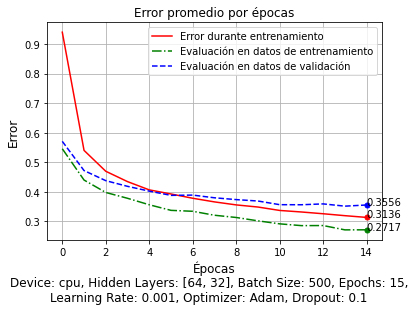 Error promedio por épocas
Error durante entrenamiento
Evaluación en datos de entrenamiento
Evaluación en datos de validación
Error
0.9
0.8
0.7
0.6
0.5
0.4
0.3
0.3556
0.3136
0.2717
0 2 4 6 8 10 12 14
Épocas
Device: cpu, Hidden Layers: [64, 32], Batch Size: 500, Epochs: 15,
Learning Rate: 0.001, Optimizer: Adam, Dropout: 0.1